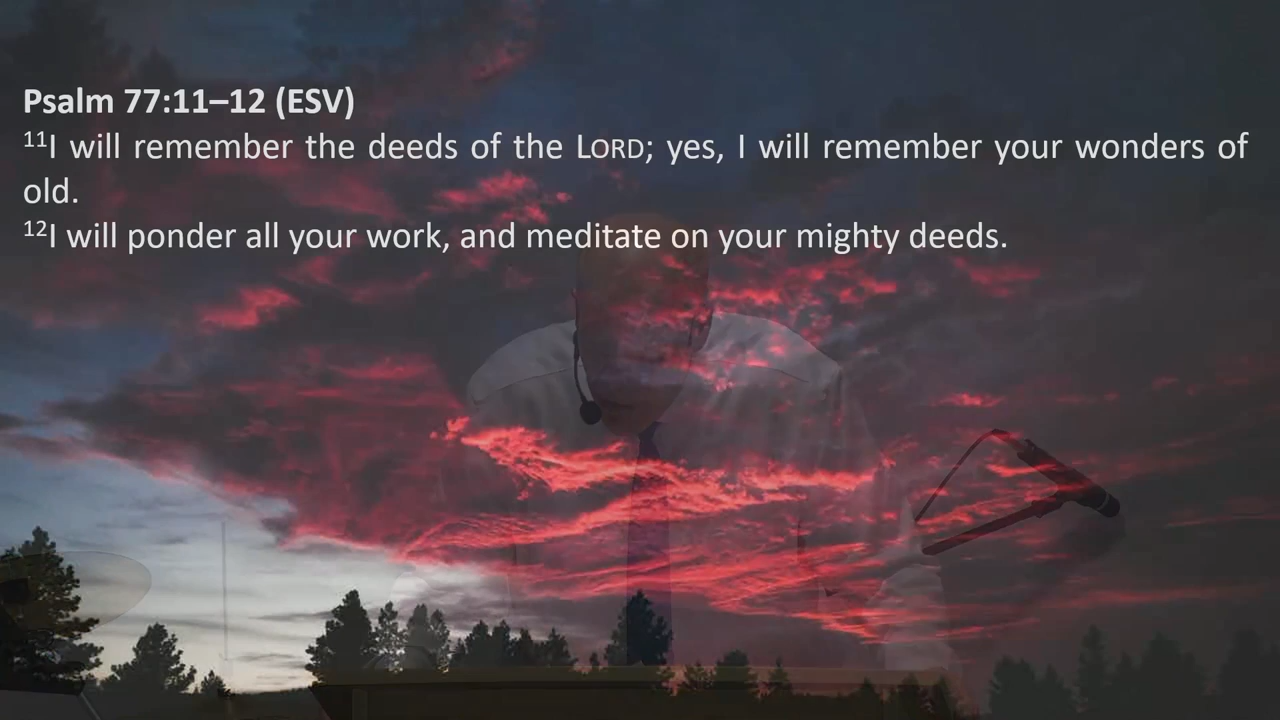 Psalm 77:11–12 (ESV)
¹¹I will remember the deeds of the LORD; yes, I will remember your wonders of
old.
¹²I will ponder all your work, and meditate on your mighty deeds.